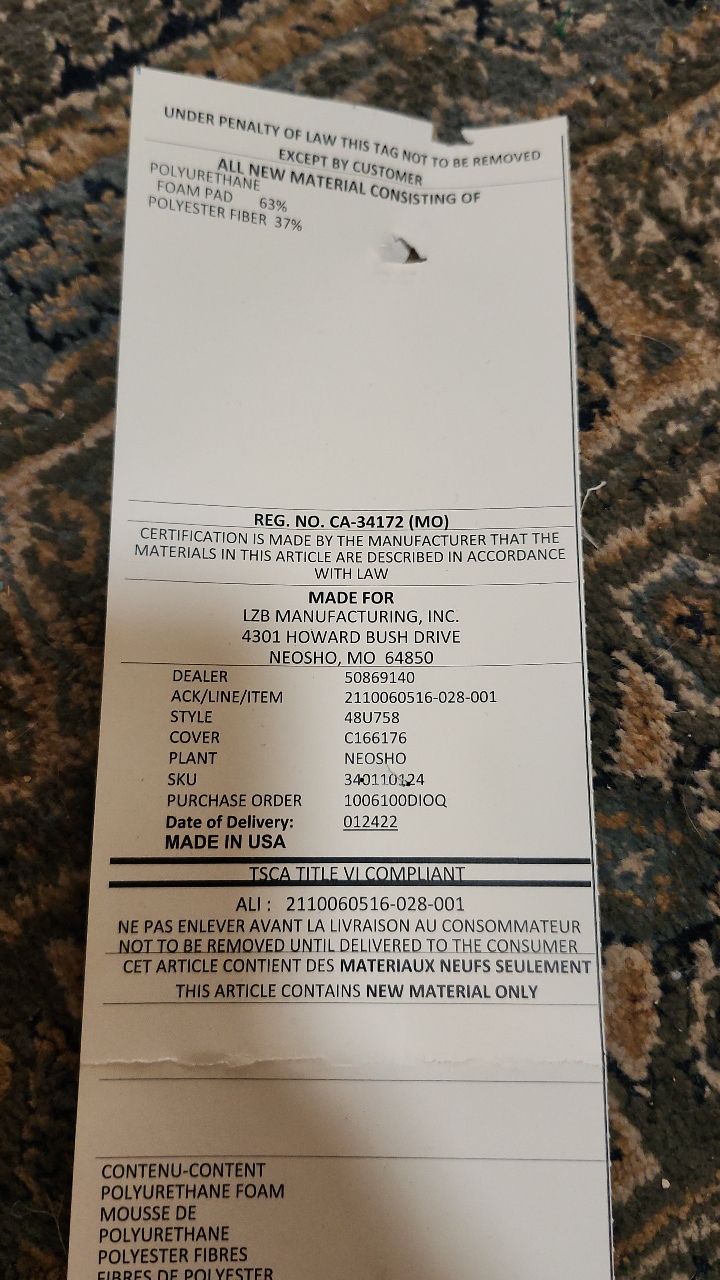 UNDER PENALTY OF LAW THIS TAG NOT TO BE REMOVED
EXCEPT BY CUSTOMER
ALL NEW MATERIAL CONSISTING OF
POLYURETHANE
FOAM PAD 63%
POLYESTER FIBER 37%
REG. NO. CA-34172 (MO)
CERTIFICATION IS MADE BY THE MANUFACTURER THAT THE
MATERIALS IN THIS ARTICLE ARE DESCRIBED IN ACCORDANCE
WITH LAW
MADE FOR
LZB MANUFACTURING, INC.
4301 HOWARD BUSH DRIVE
NEOSHO, MO 64850
DEALER 50869140
ACK/LINE/ITEM 2110060516-028-001
STYLE 48U758
COVER C166176
PLANT NEOSHO
SKU 340110124
PURCHASE ORDER 1006100DIOQ
Date of Delivery: 012422
MADE IN USA
TSCA TITLE VI COMPLIANT
ALI : 2110060516-028-001
NE PAS ENLEVER AVANT LA LIVRAISON AU CONSOMMATEUR
NOT TO BE REMOVED UNTIL DELIVERED TO THE CONSUMER
CET ARTICLE CONTIENT DES MATERIAUX NEUFS SEULEMENT
THIS ARTICLE CONTAINS NEW MATERIAL ONLY
CONTENU-CONTENT
POLYURETHANE FOAM
MOUSSE DE
POLYURETHANE
POLYESTER FIBRES
FIBRES DE POLYESTER